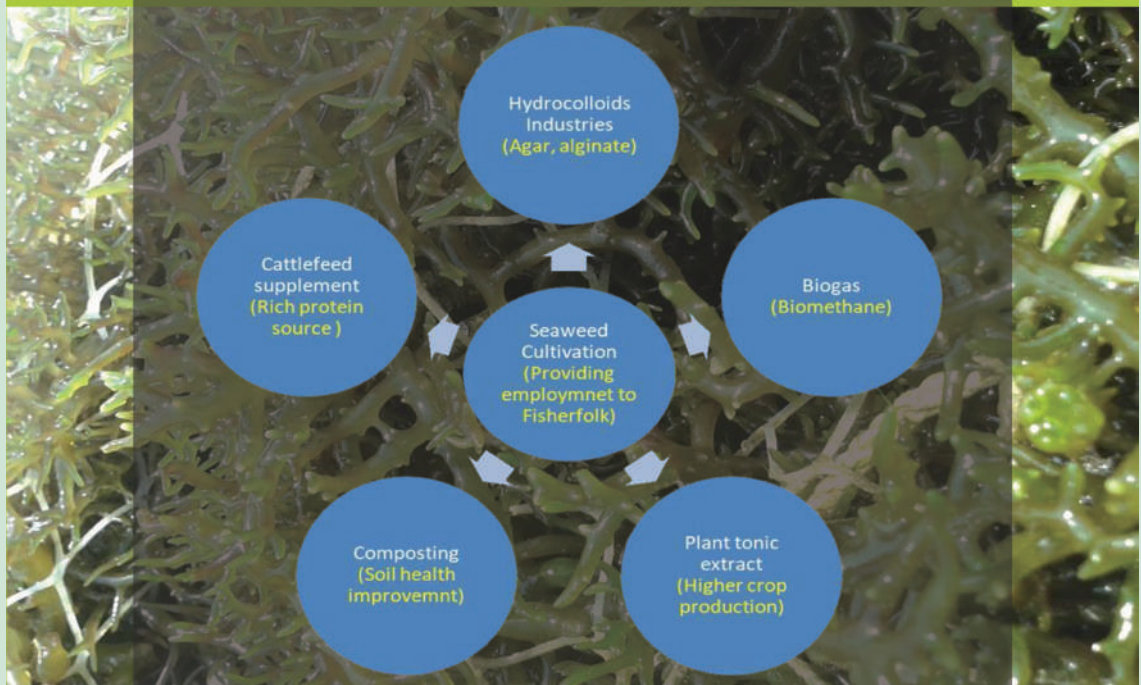 Hydrocolloids
Industries
(Agar, alginate)
Cattlefeed
supplement
(Rich protein
source )
Biogas
(Biomethane)
Seaweed
Cultivation
(Providing
employmnet to
Fisherfolk)
Composting
(Soil health
improvemnt)
Plant tonic
extract
(Higher crop
production)